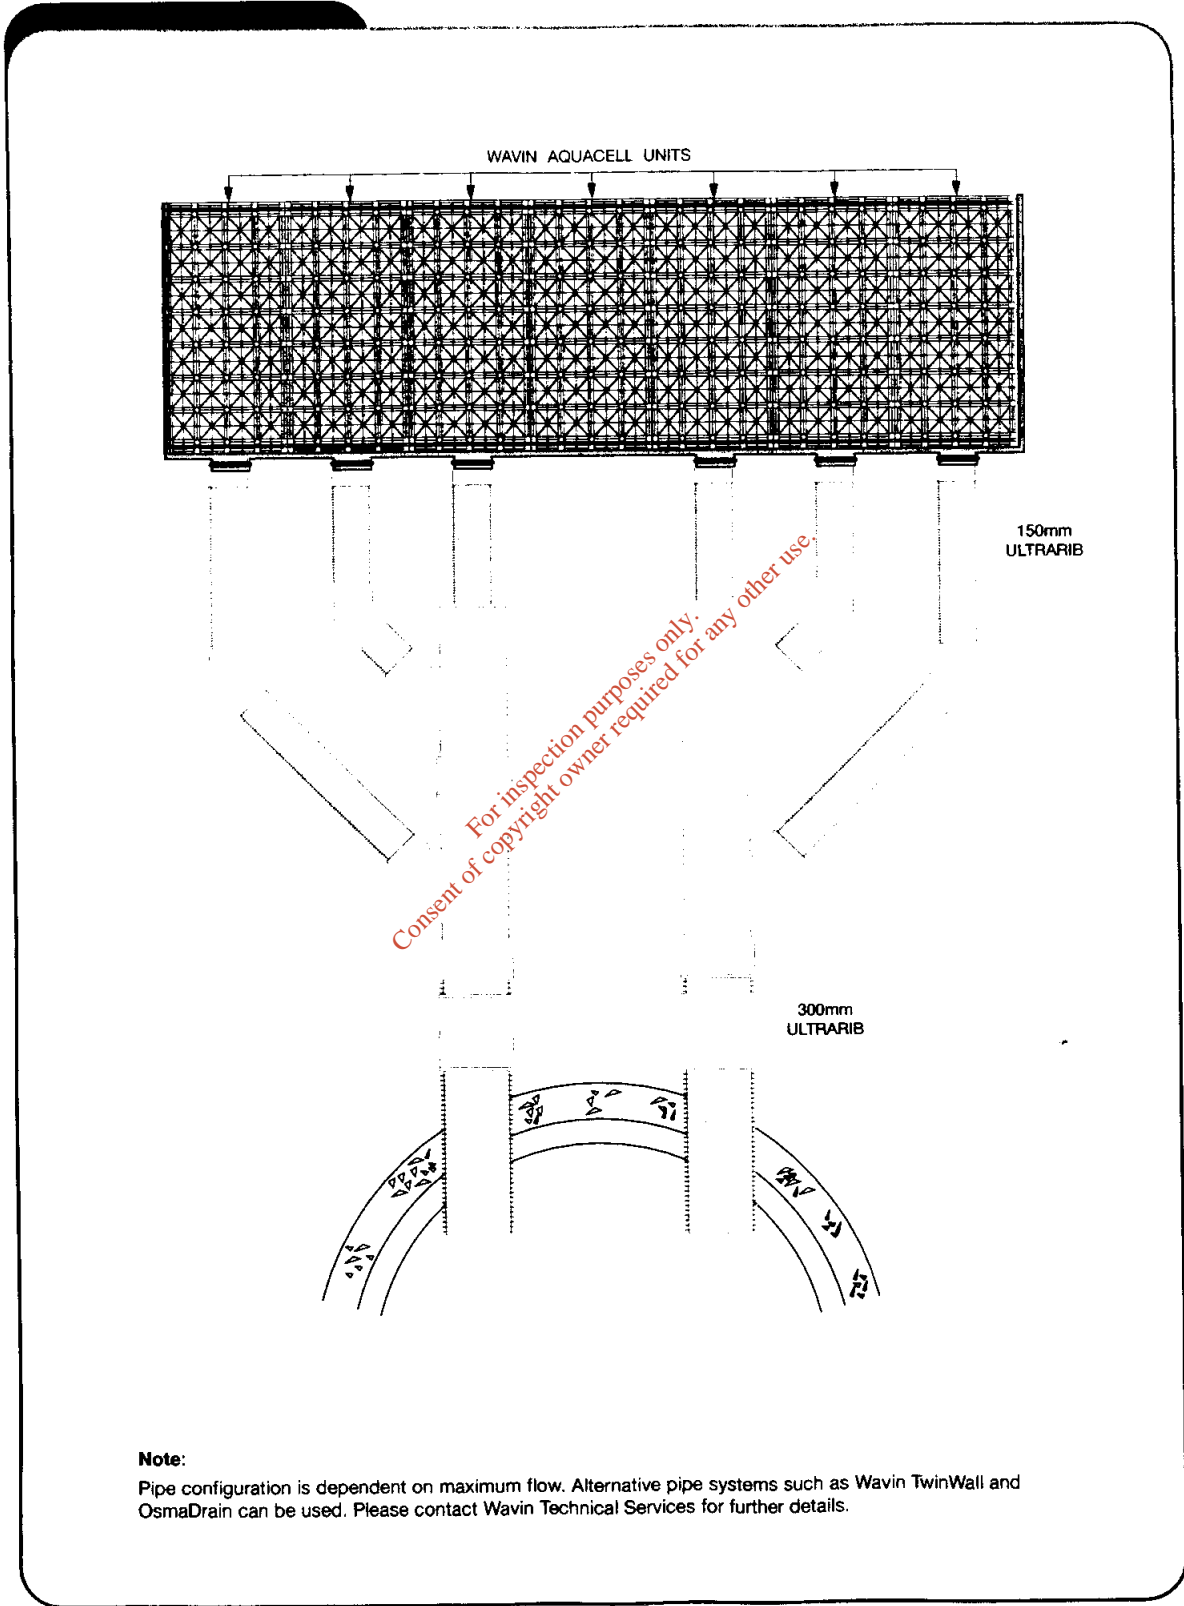 WAVIN AQUACELL UNITS
150mm
ULTRARIB
For inspection purposes only.
Consent of copyright owner required for any other use.
300mm
ULTRARIB
Note:
Pipe configuration is dependent on maximum flow. Alternative pipe systems such as Wavin TwinWall and
OsmaDrain can be used. Please contact Wavin Technical Services for further details.